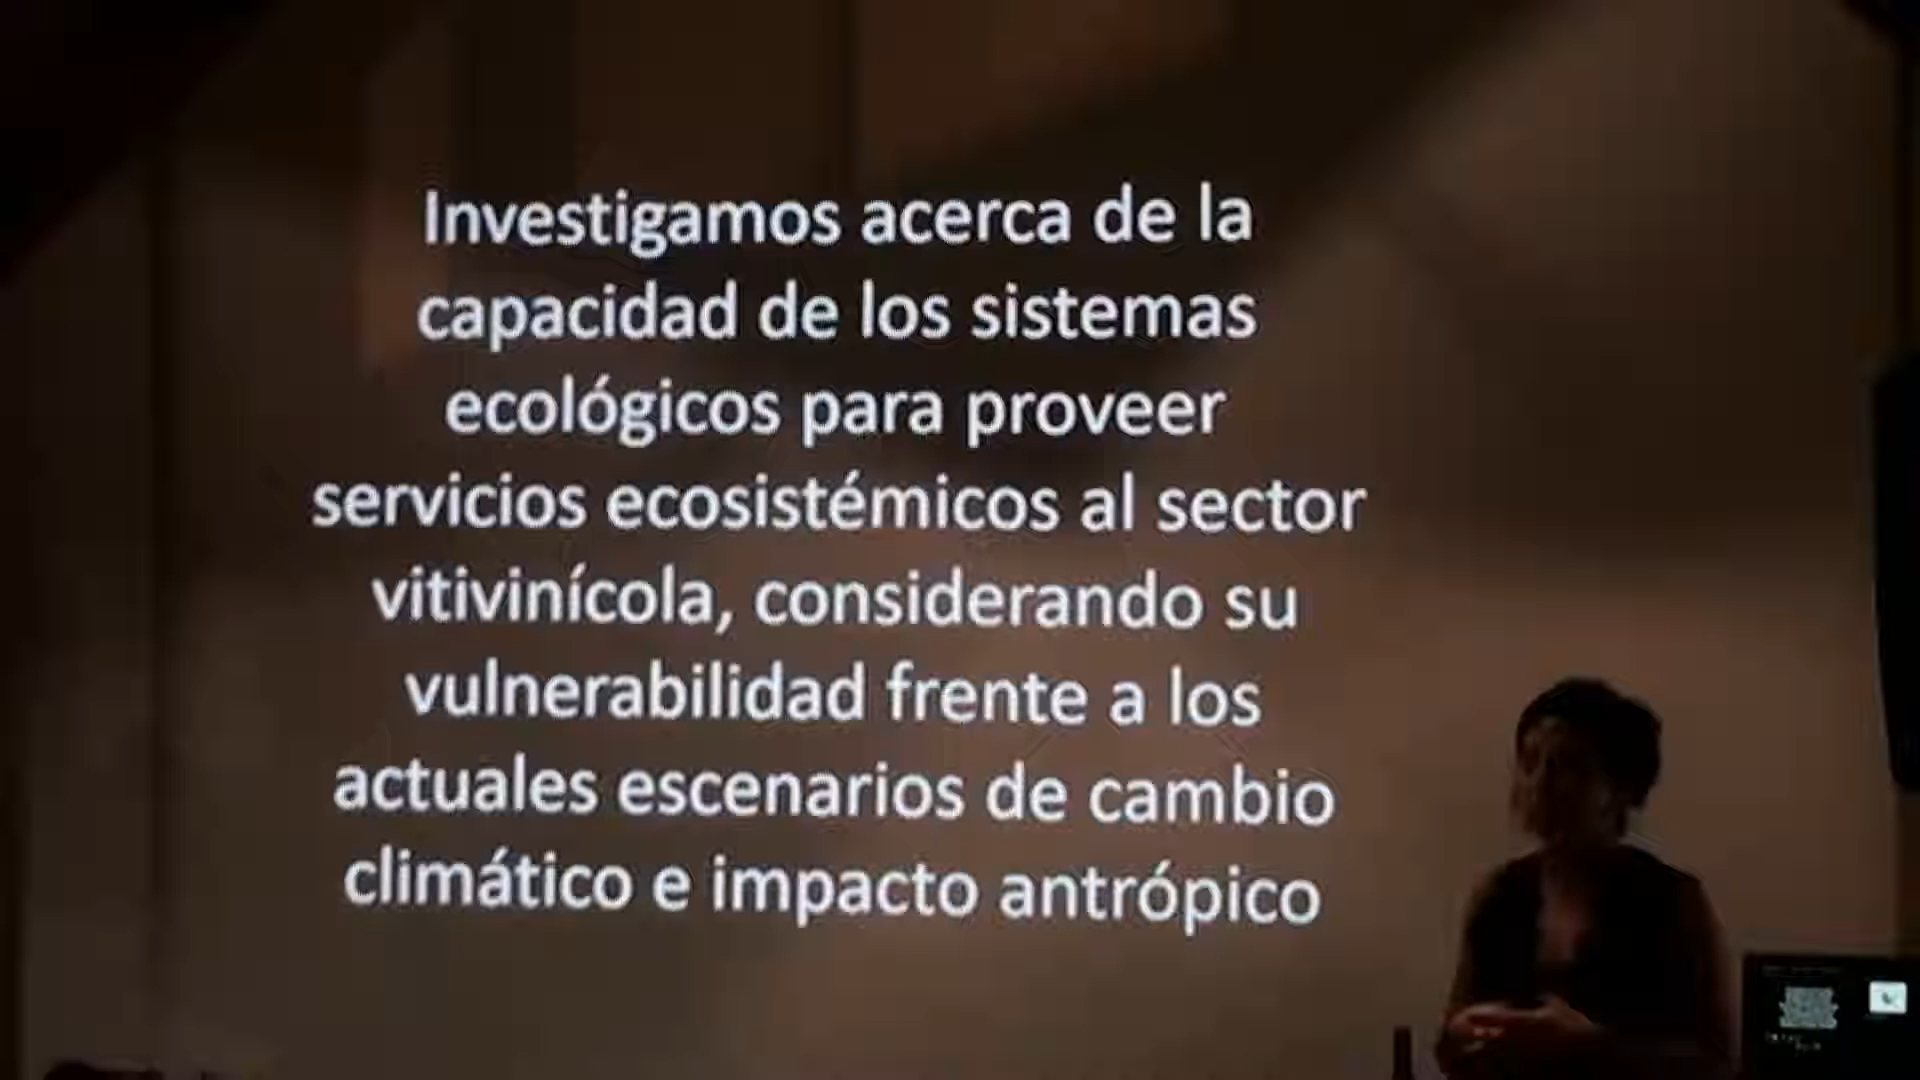 Investigamos acerca de la
capacidad de los sistemas
ecológicos para proveer
servicios ecosistémicos al sector
vitivinícola, considerando su
vulnerabilidad frente a los
actuales escenarios de cambio
climático e impacto antrópico